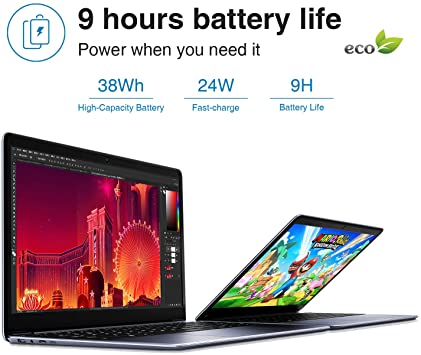 9 hours battery life
Power when you need it
eco
38Wh
High-Capacity Battery
24W
Fast-charge
9H
Battery Life